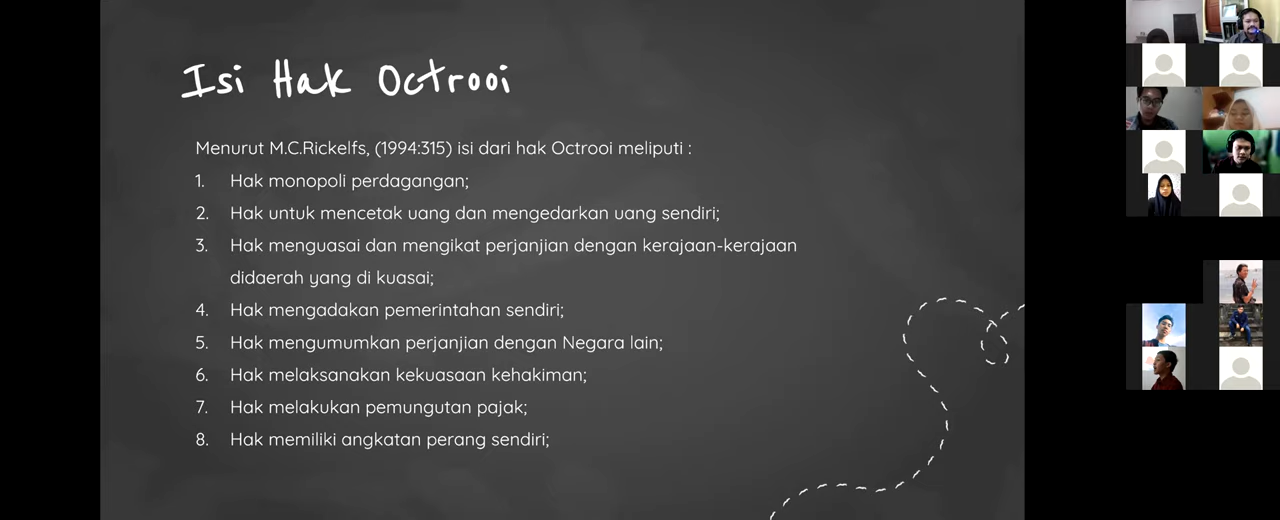 Isi Hak Octrooi
Menurut M.C.Rickelfs, (1994:315) isi dari hak Octrooi meliputi :
1. Hak monopoli perdagangan;
2. Hak untuk mencetak uang dan mengedarkan uang sendiri;
3. Hak menguasai dan mengikat perjanjian dengan kerajaan-kerajaan
didaerah yang di kuasai;
4. Hak mengadakan pemerintahan sendiri;
5. Hak mengumumkan perjanjian dengan Negara lain;
6. Hak melaksanakan kekuasaan kehakiman;
7. Hak melakukan pemungutan pajak;
8. Hak memiliki angkatan perang sendiri;